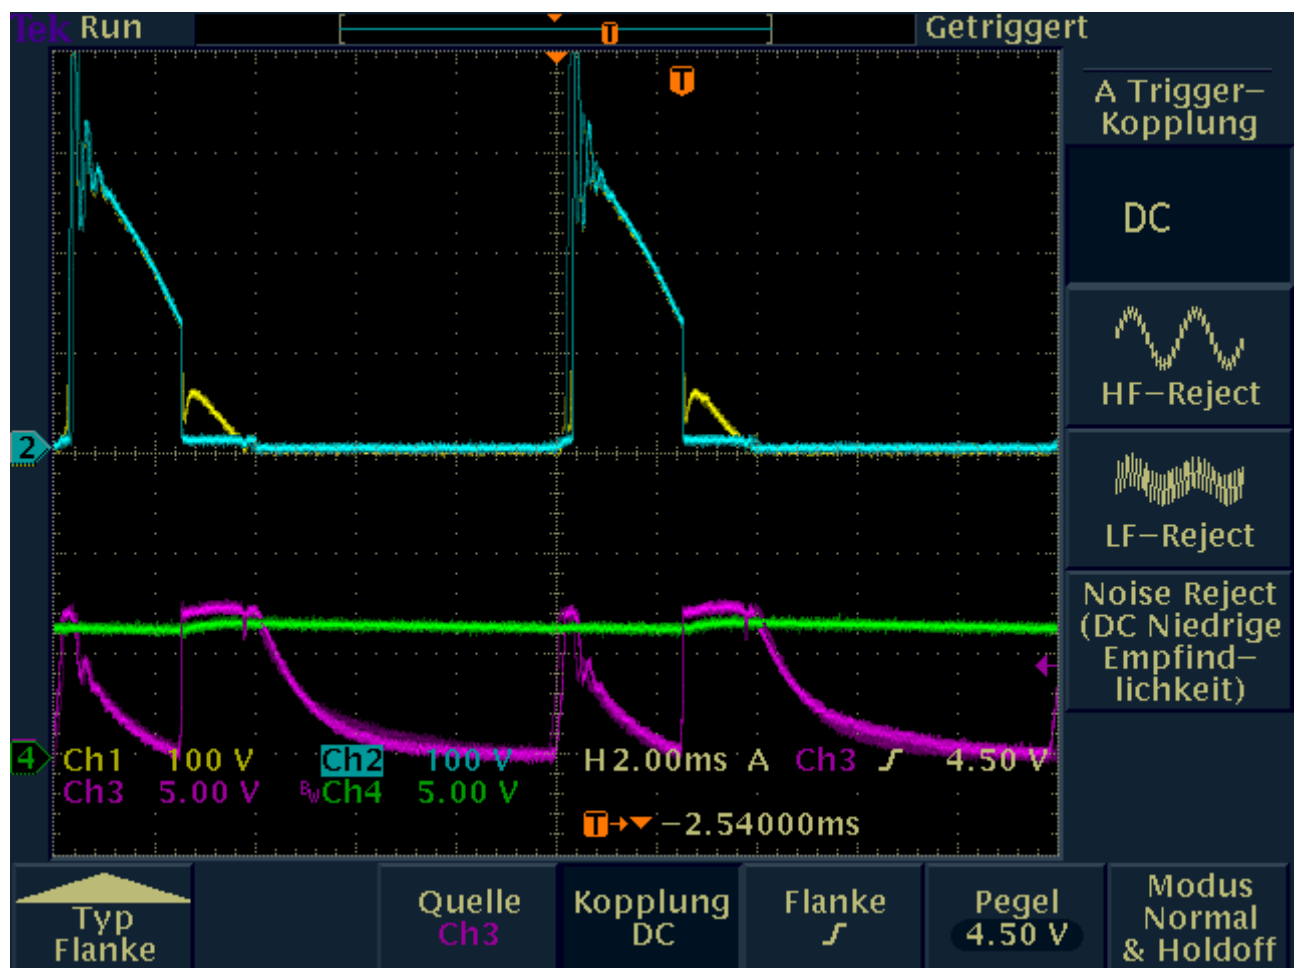 Tek Run
Getriggert
T
T
A Trigger–
Kopplung
DC
HF–Reject
LF–Reject
Noise Reject
(DC Niedrige
Empfind–
lichkeit)
2
4
Ch1 100 V Ch2 100 V H 2.00ms A Ch3 4.50 V
Ch3 5.00 V BwCh4 5.00 V
T −2.54000ms
Typ
Flanke
Quelle
Ch3
Kopplung
DC
Flanke
Pegel
4.50 V
Modus
Normal
& Holdoff